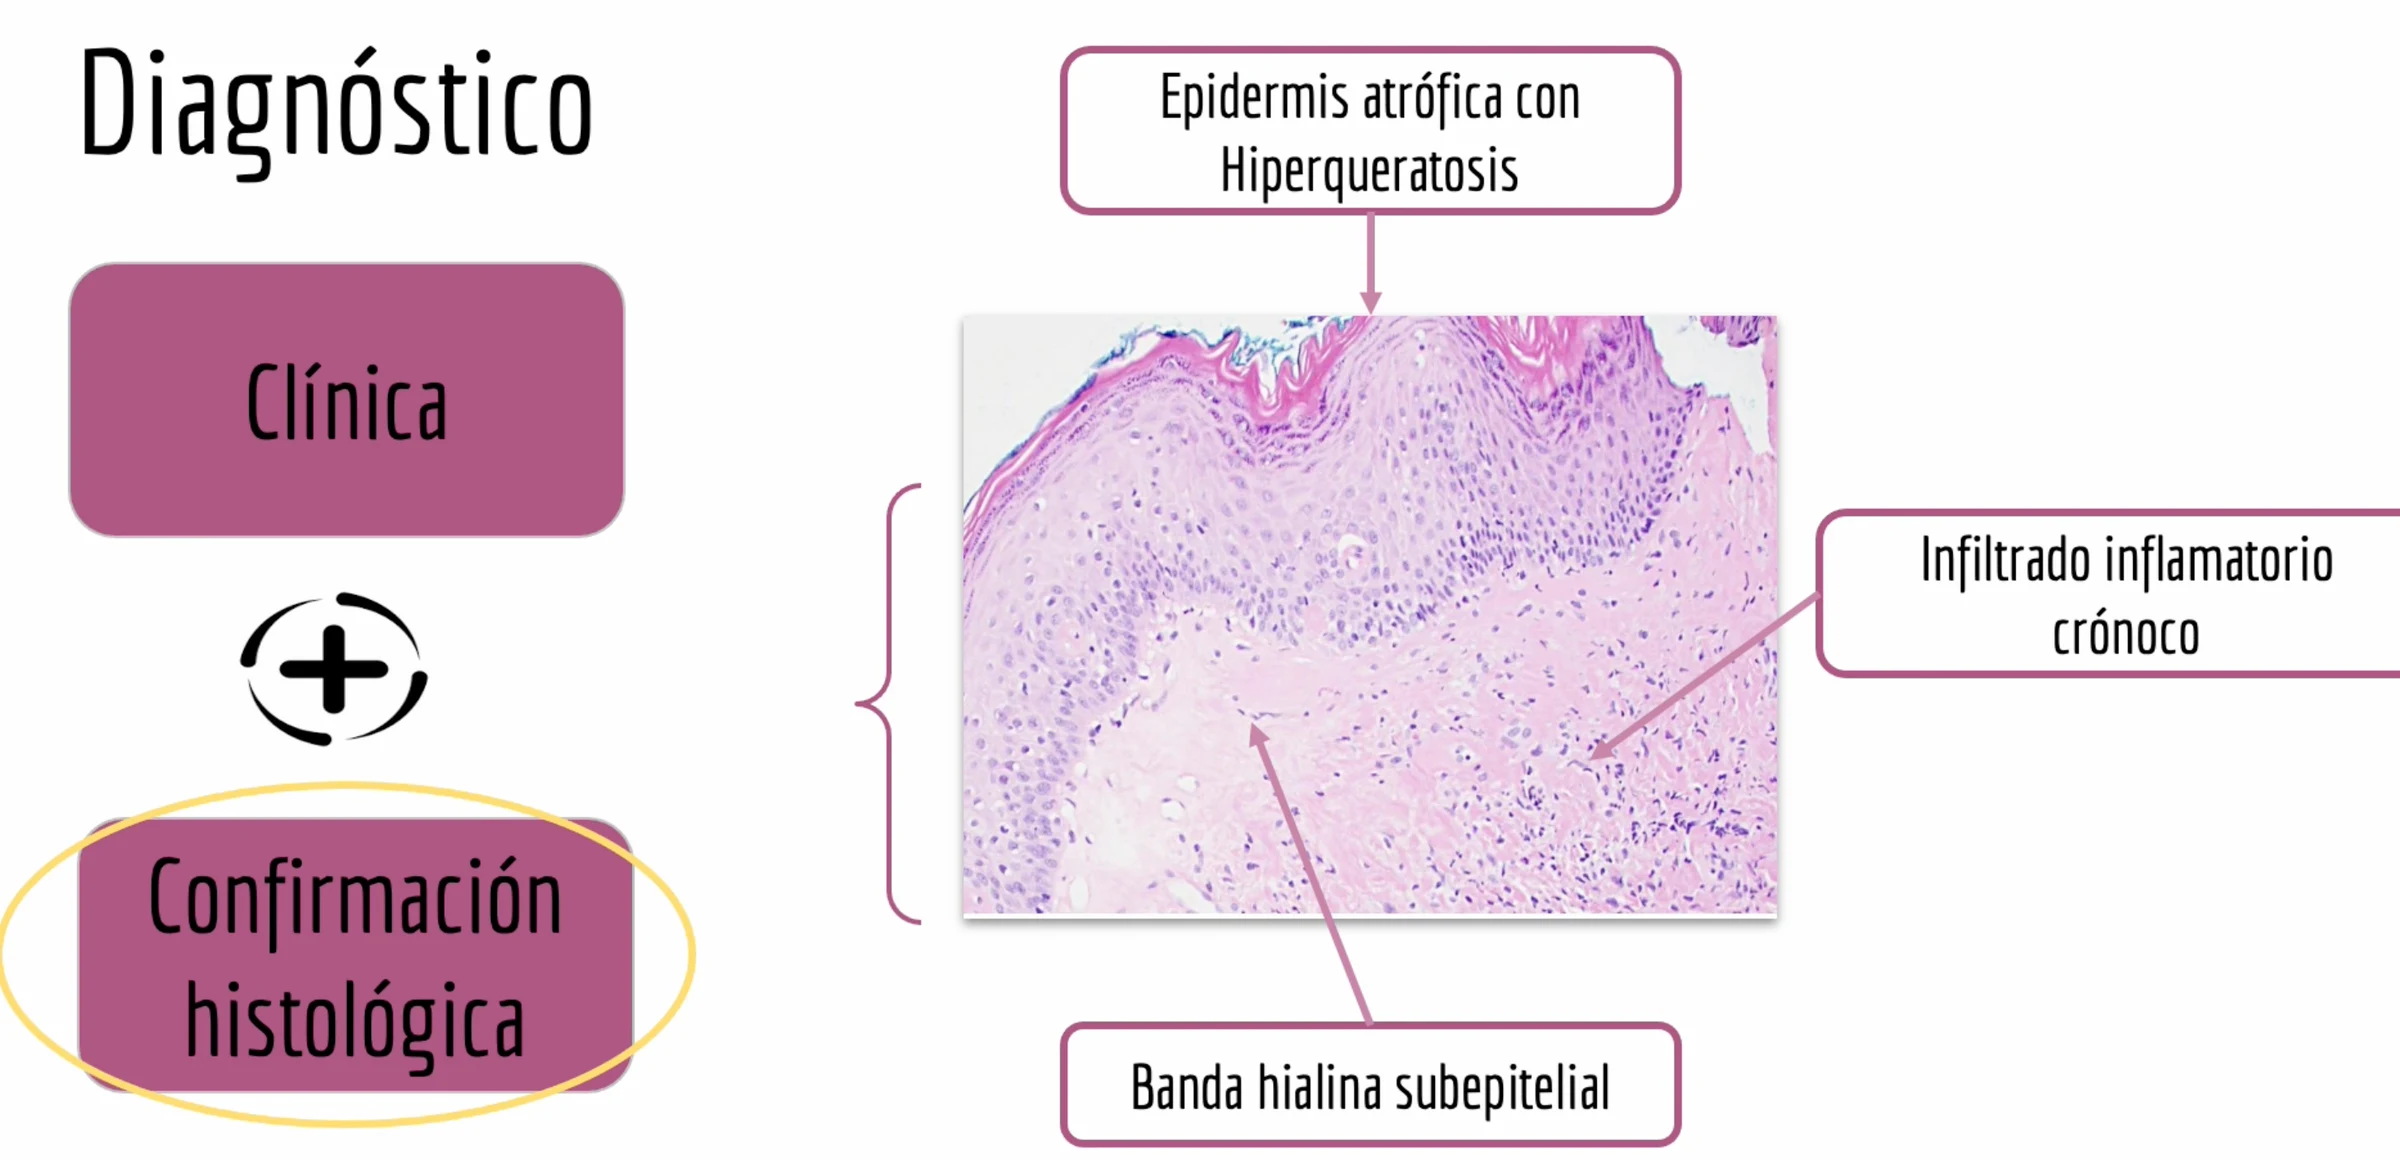 Diagnóstico
Clínica
Confirmación
histológica
Epidermis atrófica con
Hiperqueratosis
Infiltrado inflamatorio
crónoco
Banda hialina subepitelial